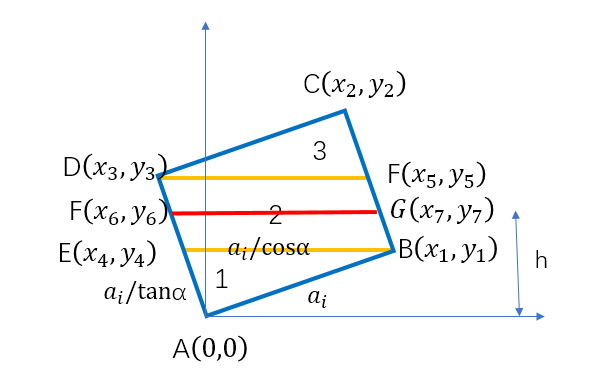 C(x₂, y₂)
3
D(x₃, y₃)
F(x₅, y₅)
F(x₆, y₆)
2
G(x₇, y₇)
E(x₄, y₄)
aᵢ/cosα
B(x₁, y₁)
h
aᵢ/tanα
1
aᵢ
A(0,0)